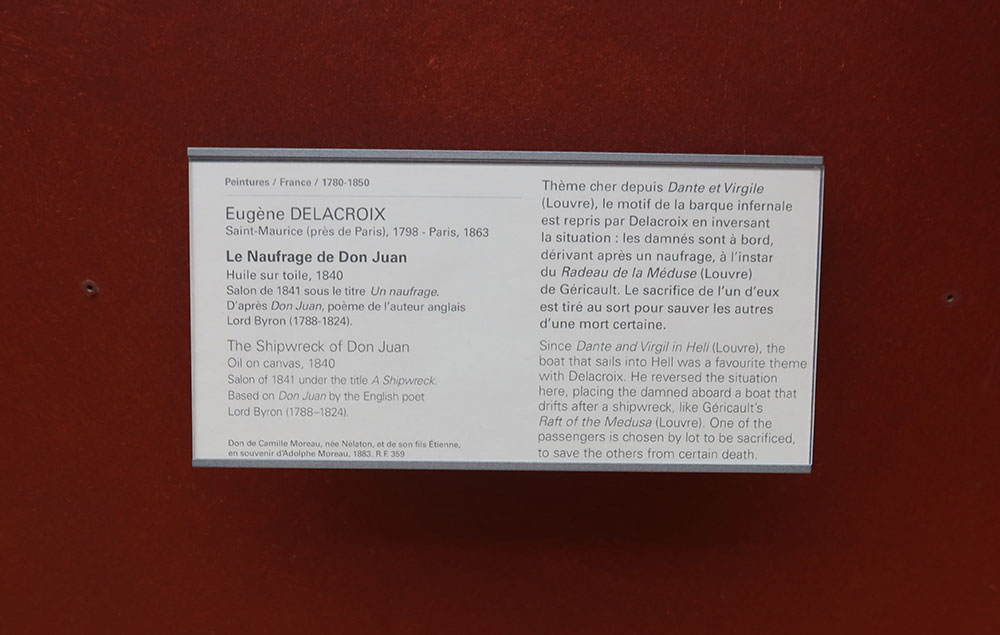 Peintures / France / 1780-1850
Eugène DELACROIX
Saint-Maurice (près de Paris), 1798 - Paris, 1863
Le Naufrage de Don Juan
Huile sur toile, 1840
Salon de 1841 sous le titre Un naufrage.
D'après Don Juan, poème de l'auteur anglais
Lord Byron (1788-1824).
The Shipwreck of Don Juan
Oil on canvas, 1840
Salon of 1841 under the title A Shipwreck.
Based on Don Juan by the English poet
Lord Byron (1788–1824).
Don de Camille Moreau, née Nélaton, et de son fils Étienne,
en souvenir d'Adolphe Moreau, 1883. R.F. 359
Thème cher depuis Dante et Virgile
(Louvre), le motif de la barque infernale
est repris par Delacroix en inversant
la situation : les damnés sont à bord,
dérivant après un naufrage, à l'instar
du Radeau de la Méduse (Louvre)
de Géricault. Le sacrifice de l'un d'eux
est tiré au sort pour sauver les autres
d'une mort certaine.
Since Dante and Virgil in Hell (Louvre), the
boat that sails into Hell was a favourite theme
with Delacroix. He reversed the situation
here, placing the damned aboard a boat that
drifts after a shipwreck, like Géricault's
Raft of the Medusa (Louvre). One of the
passengers is chosen by lot to be sacrificed,
to save the others from certain death.